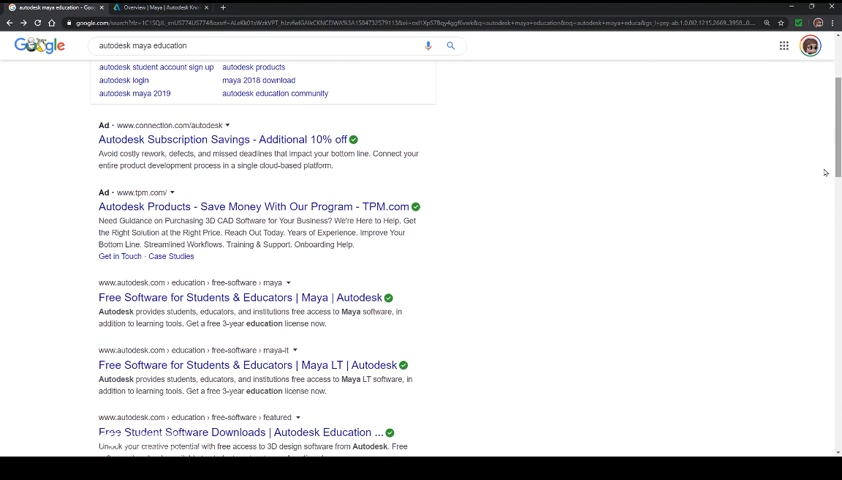 autodesk maya education - Goo
Overview | Maya | Autodesk Kno
Google
autodesk maya education
autodesk student account sign up autodesk products
autodesk login maya 2018 download
autodesk maya 2019 autodesk education community
Ad · www.connection.com/autodesk
Autodesk Subscription Savings - Additional 10% off
Avoid costly rework, defects, and missed deadlines that impact your bottom line. Connect your
entire product development process in a single cloud-based platform.
Ad · www.tpm.com/
Autodesk Products - Save Money With Our Program - TPM.com
Need Guidance on Purchasing 3D CAD Software for Your Business? We're Here to Help. Get
the Right Solution at the Right Price. Reach Out Today. Years of Experience. Improve Your
Bottom Line. Streamlined Workflows. Training & Support. Onboarding Help.
Get in Touch · Case Studies
www.autodesk.com › education › free-software › maya
Free Software for Students & Educators | Maya | Autodesk
Autodesk provides students, educators, and institutions free access to Maya software, in
addition to learning tools. Get a free 3-year education license now.
www.autodesk.com › education › free-software › maya-lt
Free Software for Students & Educators | Maya LT | Autodesk
Autodesk provides students, educators, and institutions free access to Maya LT software, in
addition to learning tools. Get a free 3-year education license now.
www.autodesk.com › education › free-software › featured
Free Student Software Downloads | Autodesk Education ...
Unlock your creative potential with free access to 3D design software from Autodesk. Free